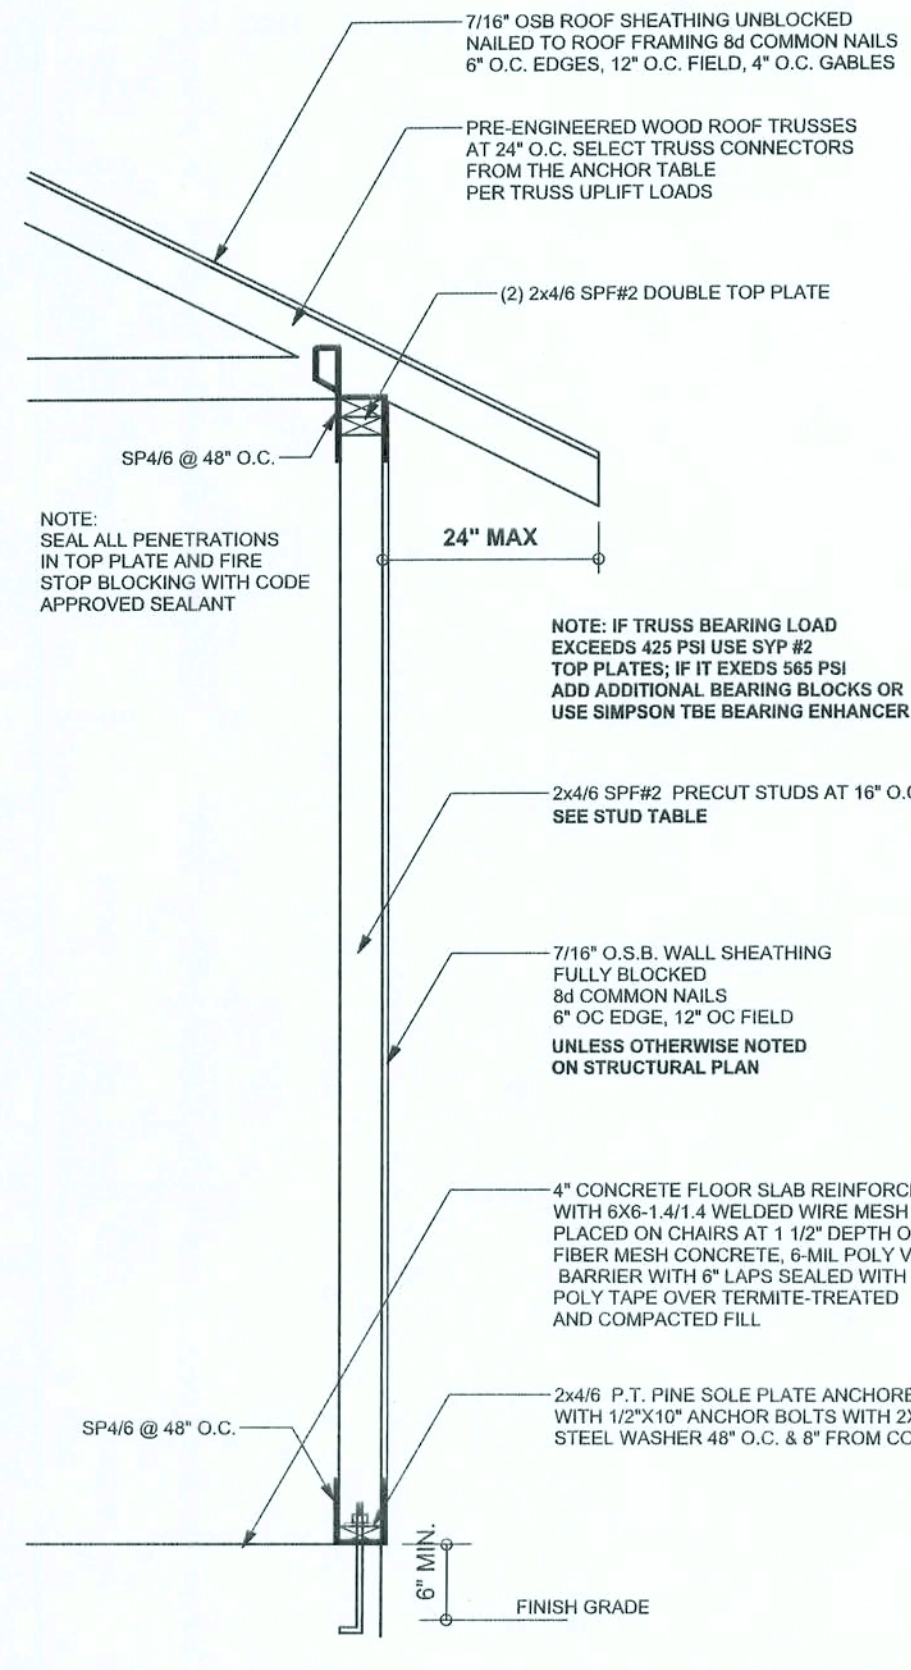 7/16" OSB ROOF SHEATHING UNBLOCKED
NAILED TO ROOF FRAMING 8d COMMON NAILS
6" O.C. EDGES, 12" O.C. FIELD, 4" O.C. GABLES
PRE-ENGINEERED WOOD ROOF TRUSSES
AT 24" O.C. SELECT TRUSS CONNECTORS
FROM THE ANCHOR TABLE
PER TRUSS UPLIFT LOADS
(2) 2x4/6 SPF#2 DOUBLE TOP PLATE
SP4/6 @ 48" O.C.
NOTE:
SEAL ALL PENETRATIONS
IN TOP PLATE AND FIRE
STOP BLOCKING WITH CODE
APPROVED SEALANT
24" MAX
NOTE: IF TRUSS BEARING LOAD
EXCEEDS 425 PSI USE SYP #2
TOP PLATES; IF IT EXEDS 565 PSI
ADD ADDITIONAL BEARING BLOCKS OR
USE SIMPSON TBE BEARING ENHANCER
2x4/6 SPF#2 PRECUT STUDS AT 16" O.C
SEE STUD TABLE
7/16" O.S.B. WALL SHEATHING
FULLY BLOCKED
8d COMMON NAILS
6" OC EDGE, 12" OC FIELD
UNLESS OTHERWISE NOTED
ON STRUCTURAL PLAN
4" CONCRETE FLOOR SLAB REINFORC
WITH 6X6-1.4/1.4 WELDED WIRE MESH
PLACED ON CHAIRS AT 1 1/2" DEPTH O
FIBER MESH CONCRETE, 6-MIL POLY V
BARRIER WITH 6" LAPS SEALED WITH
POLY TAPE OVER TERMITE-TREATED
AND COMPACTED FILL
2x4/6 P.T. PINE SOLE PLATE ANCHORE
WITH 1/2"X10" ANCHOR BOLTS WITH 2X
STEEL WASHER 48" O.C. & 8" FROM CO
SP4/6 @ 48" O.C.
6" MIN.
FINISH GRADE